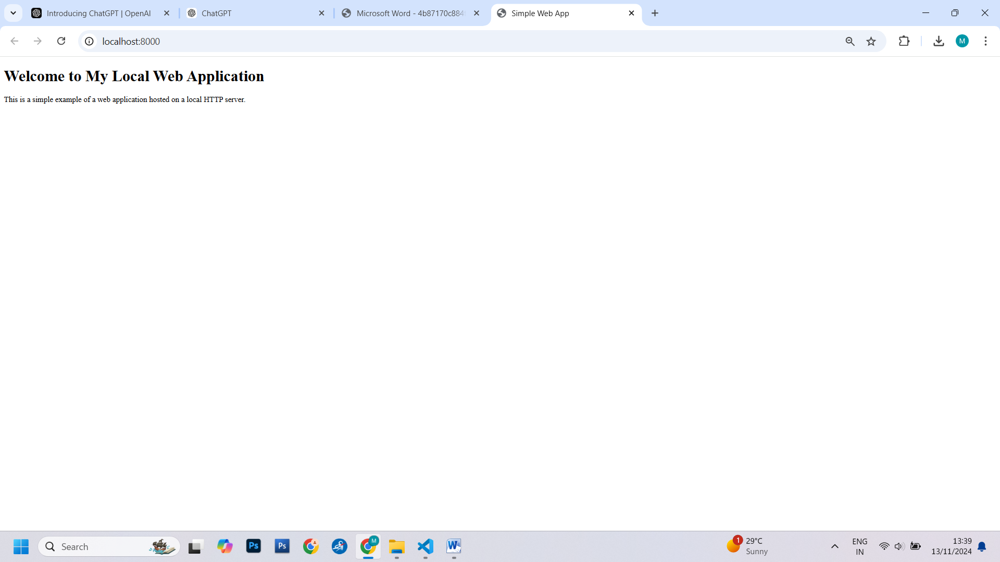 Introducing ChatGPT | OpenAI
ChatGPT
Microsoft Word - 4b87170c884
Simple Web App
localhost:8000
M
Welcome to My Local Web Application
This is a simple example of a web application hosted on a local HTTP server.
Search
Ps
Ps
M
W
1
29°C
Sunny
ENG
IN
13:39
13/11/2024